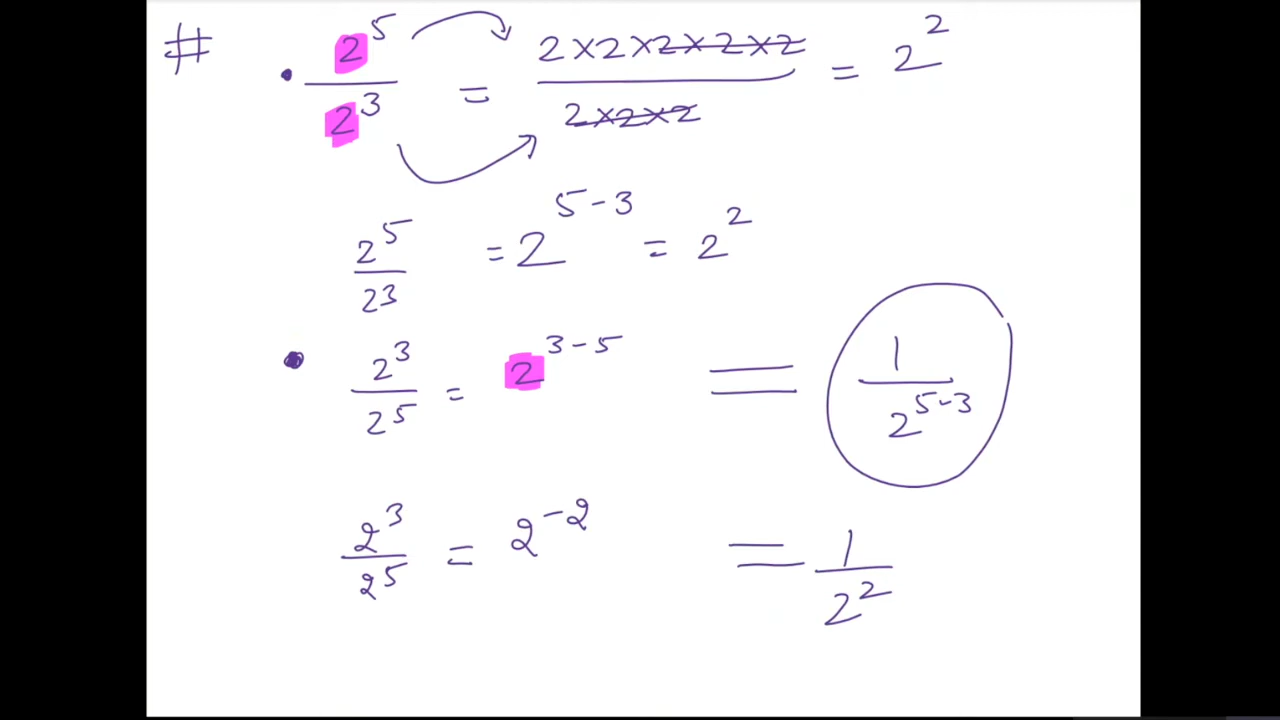 # • 2^5/2^3 = 2×2×2×2×2/2×2×2 = 2^2
2^5/2^3 = 2^5-3 = 2^2
• 2^3/2^5 = 2^3-5 = 1/2^5-3
2^3/2^5 = 2^-2 = 1/2^2